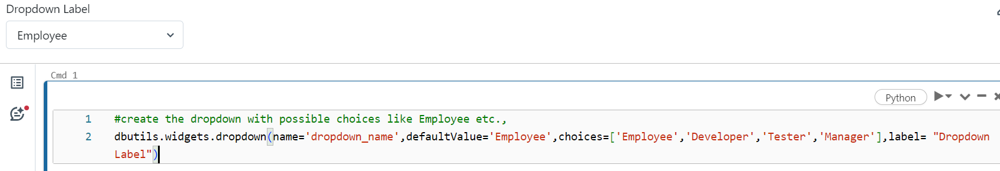 Dropdown Label
Employee
Cmd 1
Python
1 #create the dropdown with possible choices like Employee etc.,
2 dbutils.widgets.dropdown(name='dropdown_name',defaultValue='Employee',choices=['Employee','Developer','Tester','Manager'],label= "Dropdown
Label")